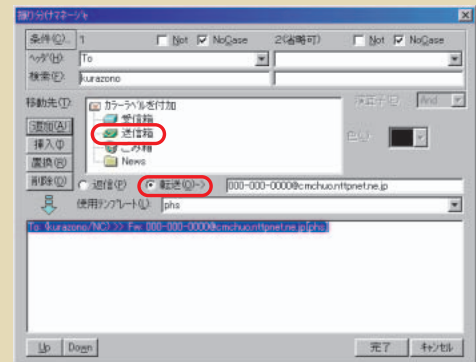 振り分けマネージャ
条件(C)... 1 Not NoCase 2(省略可) Not NoCase
ヘッダ(H): To
検索(E): kurazono
移動先(T): カラーラベルを付加 And
受信箱
追加(A) 送信箱
挿入(I) ごみ箱
置換(R) News
削除(D) 返信(P) 転送(O)-> 000-000-0000@cmchuo.nttpnet.ne.jp
使用テンプレート(L): phs
To: (kurazono/NC) >> Fw: 000-000-0000@cmchuo.nttpnet.ne.jp[phs]
Up Down 完了 キャンセル